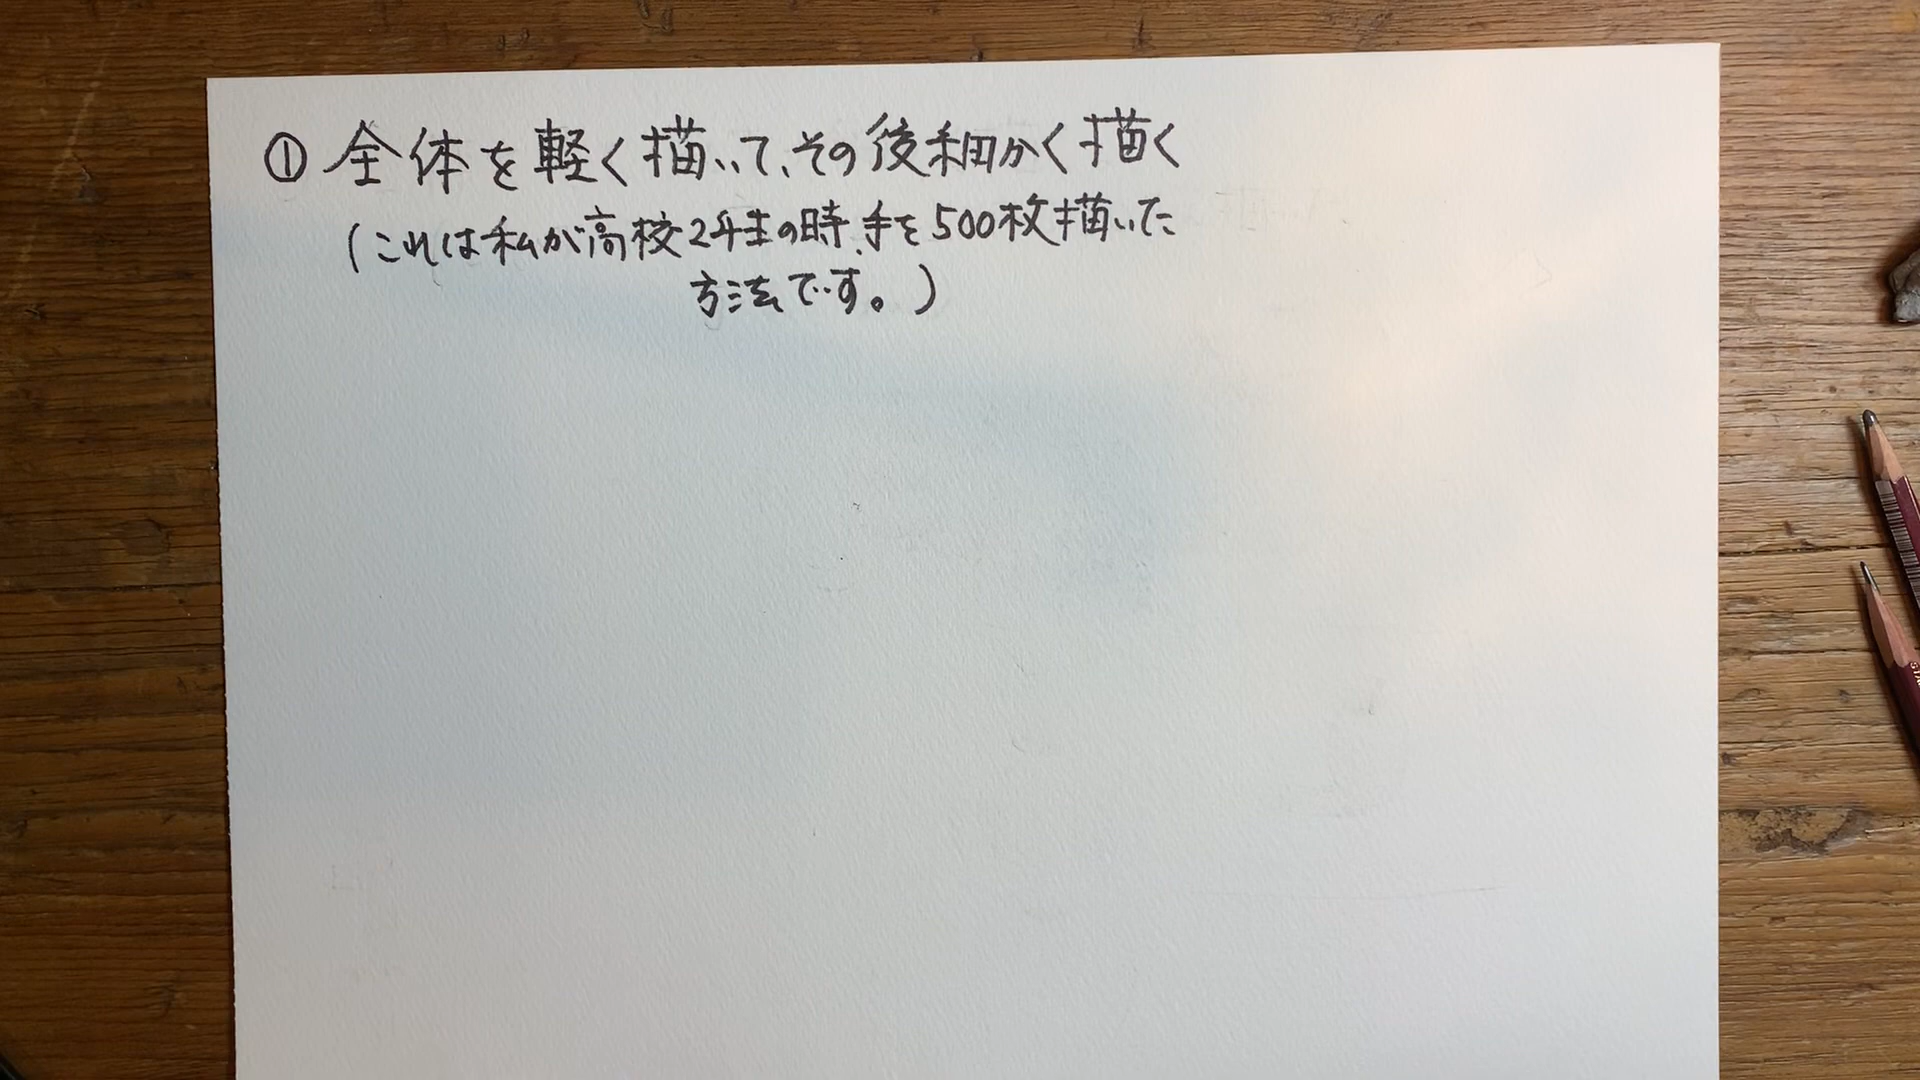 ① 全体を軽く描いて、その後細かく描く
(これは私が高校2年生の時、手を500枚描いた
方法です。)